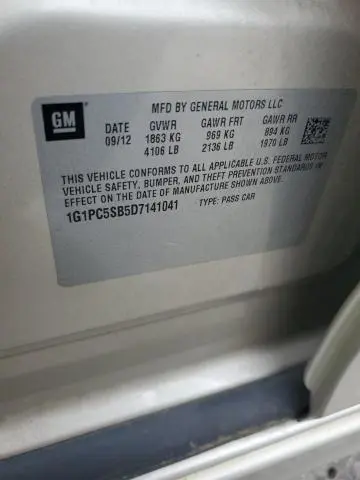 GM
MFD BY GENERAL MOTORS LLC
DATE GVWR GAWR FRT GAWR RR
09/12 1863 KG 969 KG 894 KG
4106 LB 2136 LB 1970 LB
THIS VEHICLE CONFORMS TO ALL APPLICABLE U.S. FEDERAL MOTOR
VEHICLE SAFETY, BUMPER, AND THEFT PREVENTION STANDARDS IN
EFFECT ON THE DATE OF MANUFACTURE SHOWN ABOVE.
1G1PC5SB5D7141041 TYPE: PASS CAR